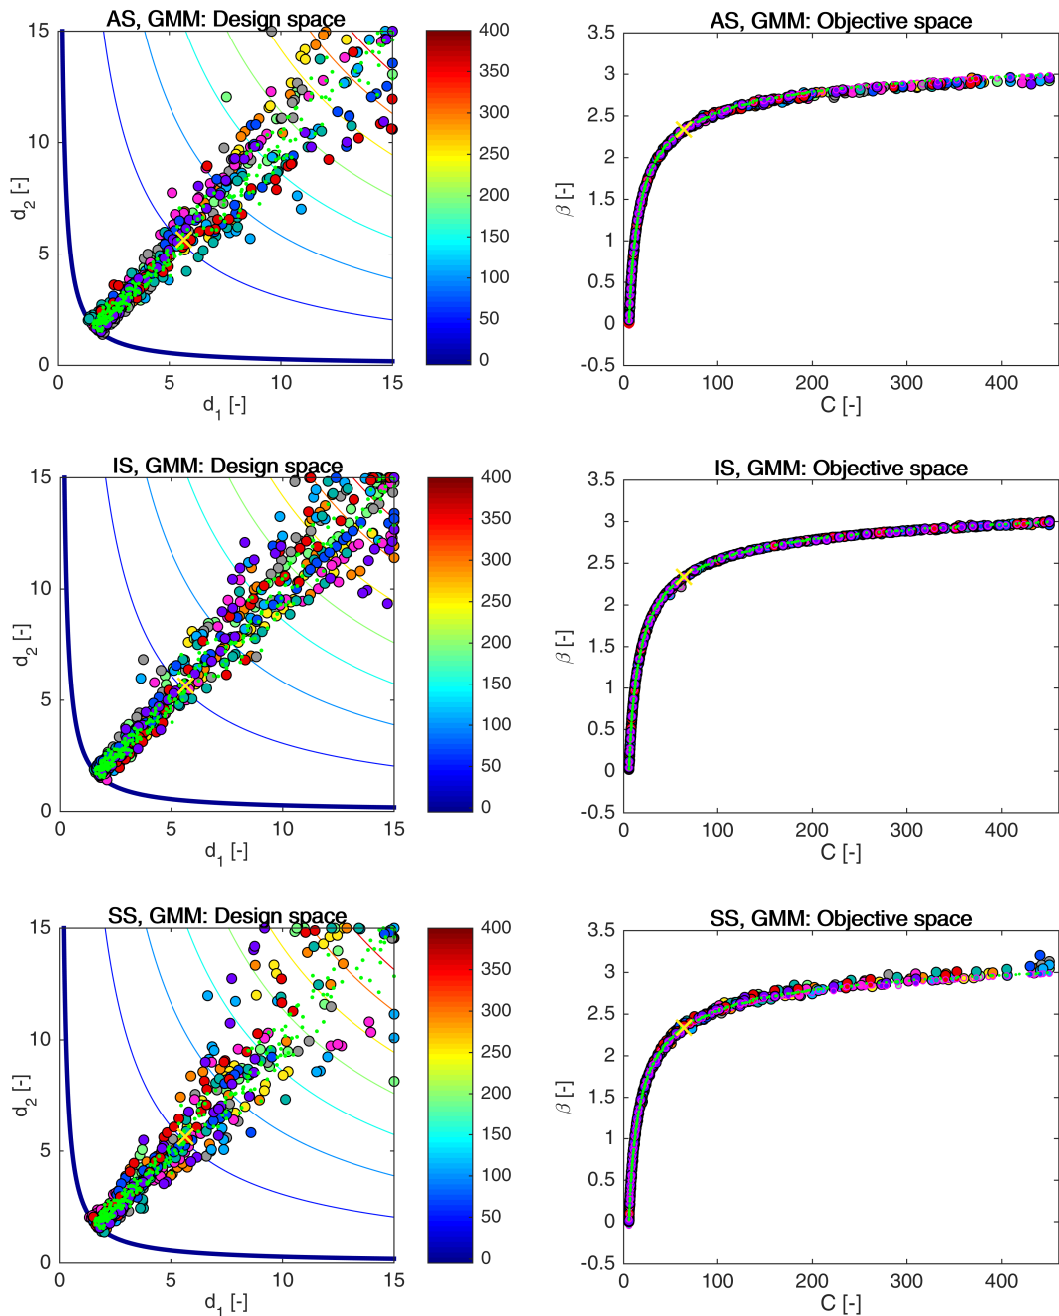 AS, GMM: Design space
AS, GMM: Objective space
15
10
5
0
0 5 10 15
d₂ [-]
d₁ [-]
400
350
300
250
200
150
100
50
0
3.5
3
2.5
2
1.5
1
0.5
0
-0.5
0 100 200 300 400
β [-]
C [-]
IS, GMM: Design space
IS, GMM: Objective space
15
10
5
0
0 5 10 15
d₂ [-]
d₁ [-]
400
350
300
250
200
150
100
50
0
3.5
3
2.5
2
1.5
1
0.5
0
-0.5
0 100 200 300 400
β [-]
C [-]
SS, GMM: Design space
SS, GMM: Objective space
15
10
5
0
0 5 10 15
d₂ [-]
d₁ [-]
400
350
300
250
200
150
100
50
0
3.5
3
2.5
2
1.5
1
0.5
0
-0.5
0 100 200 300 400
β [-]
C [-]